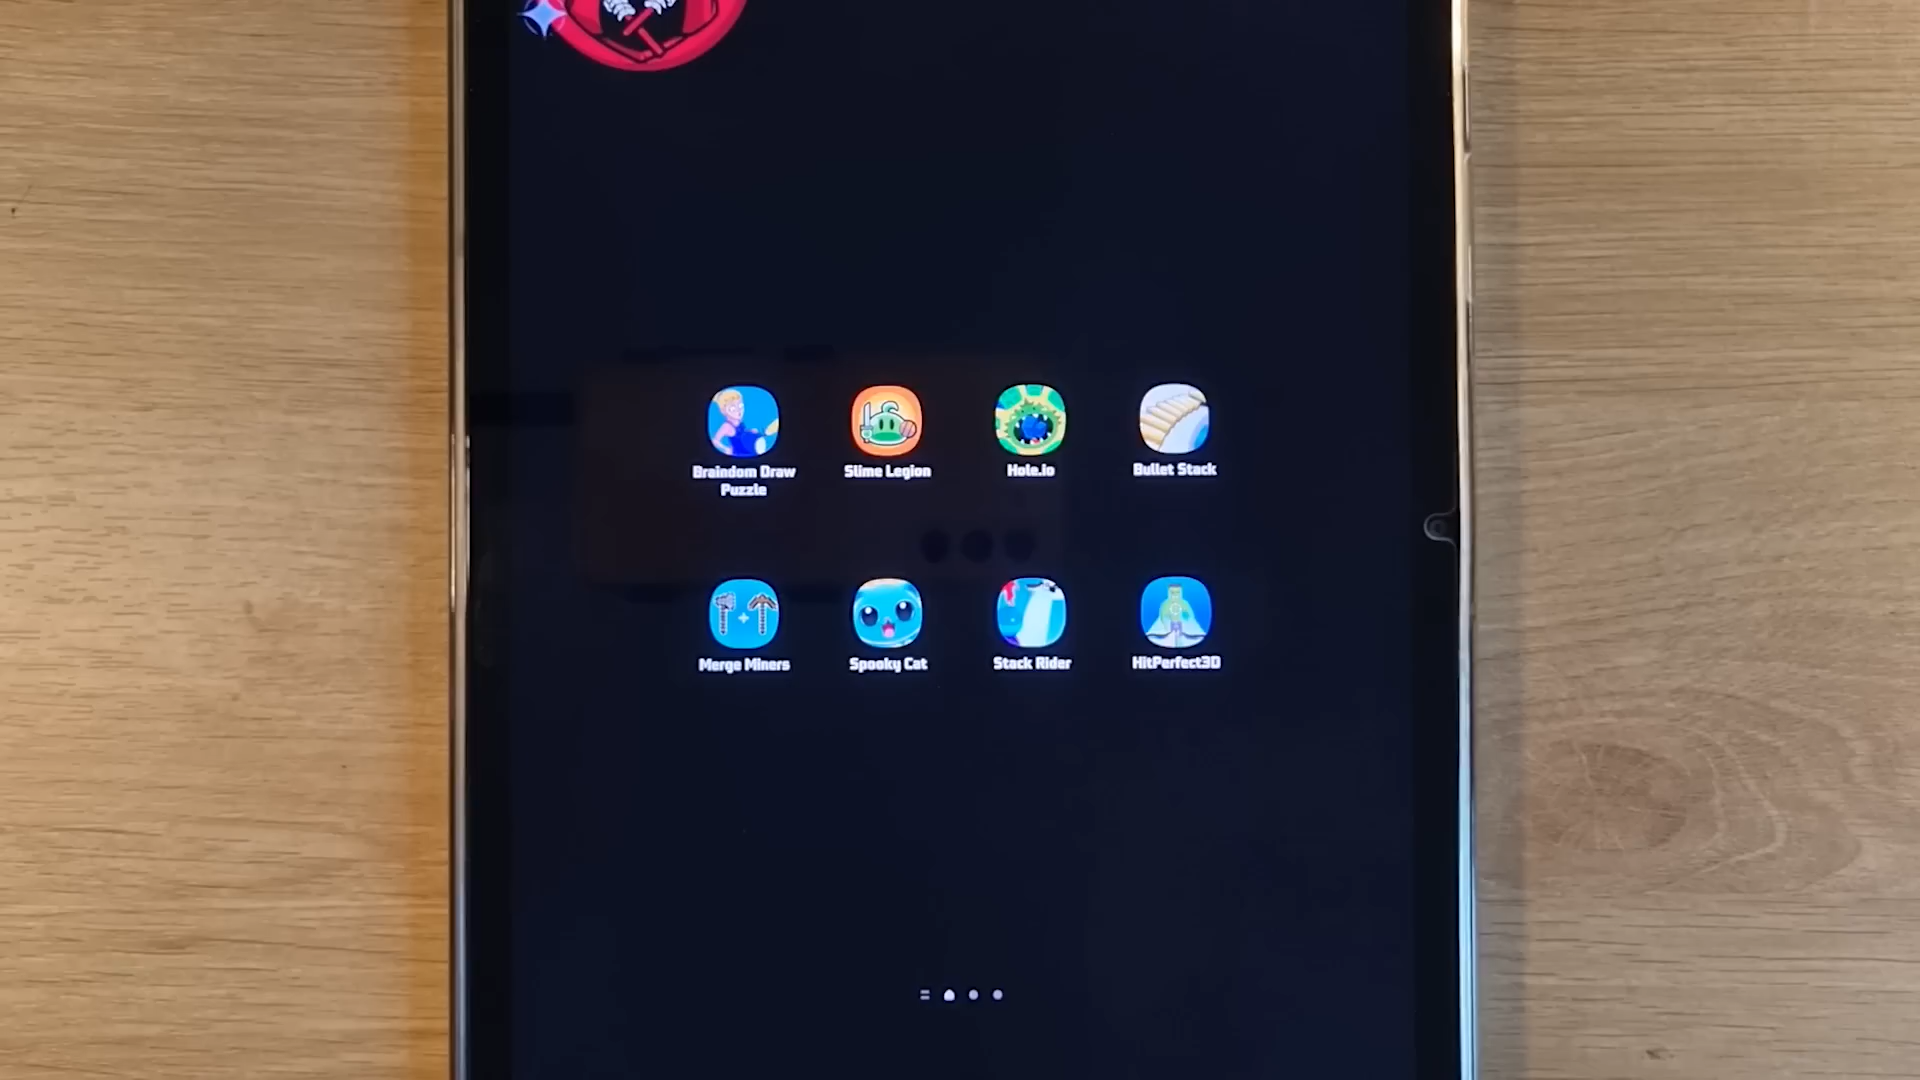 Braindom Draw
Puzzle
Slime Legion
Hole.io
Bullet Stack
Merge Miners
Spooky Cat
Stack Rider
HitPerfect3D